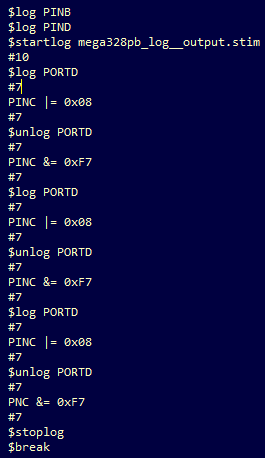 $log PINB
$log PIND
$startlog mega328pb_log__output.stim
#10
$log PORTD
#7
PINC |= 0x08
#7
$unlog PORTD
#7
PINC &= 0xF7
#7
$log PORTD
#7
PINC |= 0x08
#7
$unlog PORTD
#7
PINC &= 0xF7
#7
$log PORTD
#7
PINC |= 0x08
#7
$unlog PORTD
#7
PNC &= 0xF7
#7
$stoplog
$break